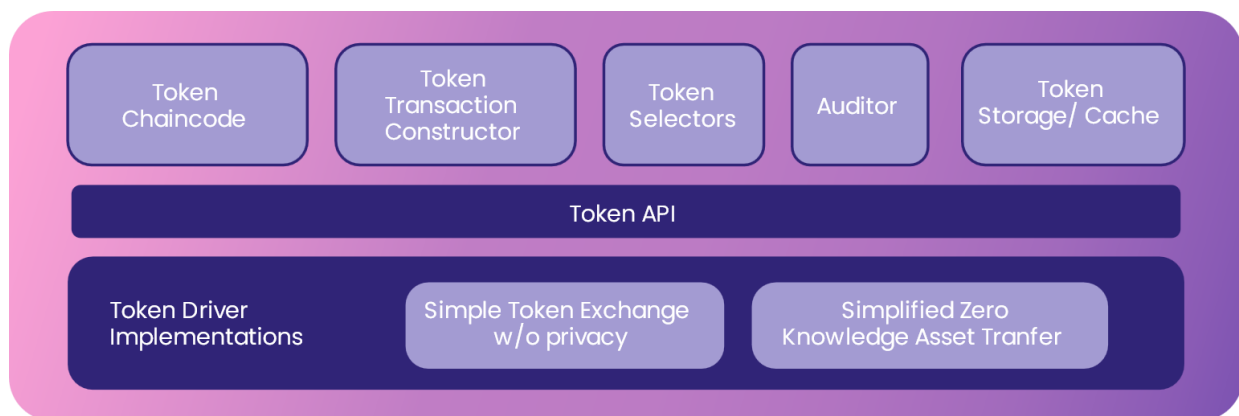 Token
Chaincode
Token
Transaction
Constructor
Token
Selectors
Auditor
Token
Storage/ Cache
Token API
Token Driver
Implementations
Simple Token Exchange
w/o privacy
Simplified Zero
Knowledge Asset Tranfer